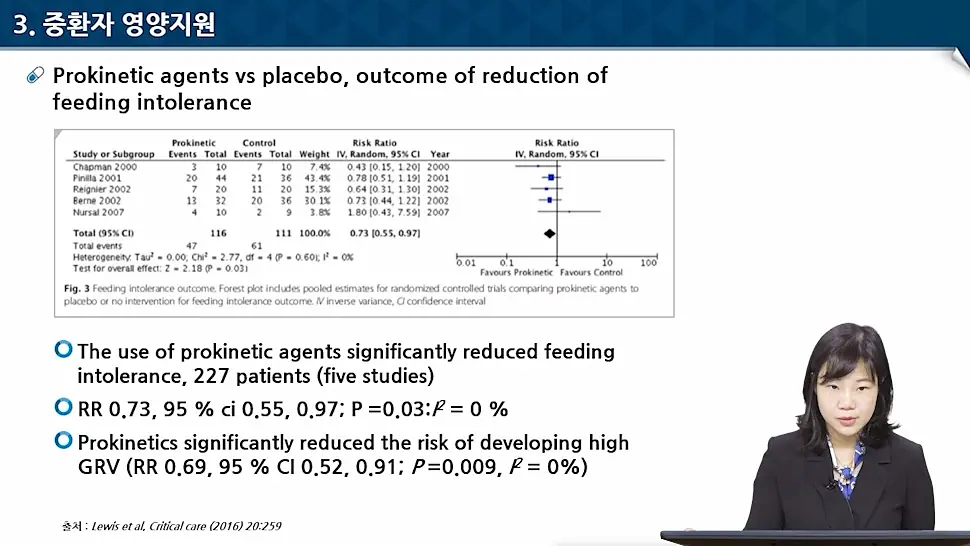 3. 중환자 영양지원
Prokinetic agents vs placebo, outcome of reduction of
feeding intolerance
Prokinetic Control Risk Ratio Risk Ratio
Study or Subgroup Events Total Events Total Weight IV, Random, 95% CI Year IV, Random, 95% CI
Chapman 2000 3 10 7 10 7.4% 0.43 [0.15, 1.20] 2000
Pinilla 2001 20 44 21 36 43.4% 0.78 [0.51, 1.19] 2001
Reignier 2002 7 20 11 20 15.3% 0.64 [0.31, 1.30] 2002
Berne 2002 13 32 20 36 30.1% 0.73 [0.44, 1.22] 2002
Nursal 2007 4 10 2 9 3.8% 1.80 [0.43, 7.59] 2007
Total (95% CI) 116 111 100.0% 0.73 [0.55, 0.97]
Total events 47 61
Heterogeneity: Tau² = 0.00; Chi² = 2.77, df = 4 (P = 0.60); I² = 0%
Test for overall effect: Z = 2.18 (P = 0.03)
0.01 0.1 1 10 100
Favours Prokinetic Favours Control
Fig. 3 Feeding intolerance outcome. Forest plot includes pooled estimates for randomized controlled trials comparing prokinetic agents to
placebo or no intervention for feeding intolerance outcome. IV inverse variance, CI confidence interval
The use of prokinetic agents significantly reduced feeding
intolerance, 227 patients (five studies)
RR 0.73, 95 % ci 0.55, 0.97; P =0.03:I² = 0 %
Prokinetics significantly reduced the risk of developing high
GRV (RR 0.69, 95 % CI 0.52, 0.91; P =0.009, I² = 0%)
출처 : Lewis et al, Critical care (2016) 20:259